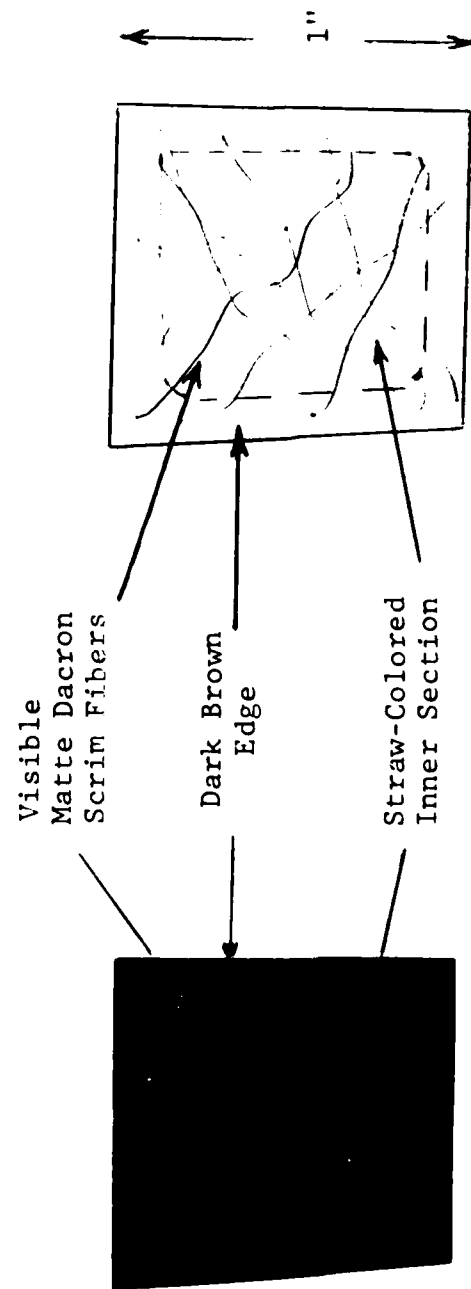 Visible
Matte Dacron
Scrim Fibers
Dark Brown
Edge
Straw-Colored
Inner Section
1"